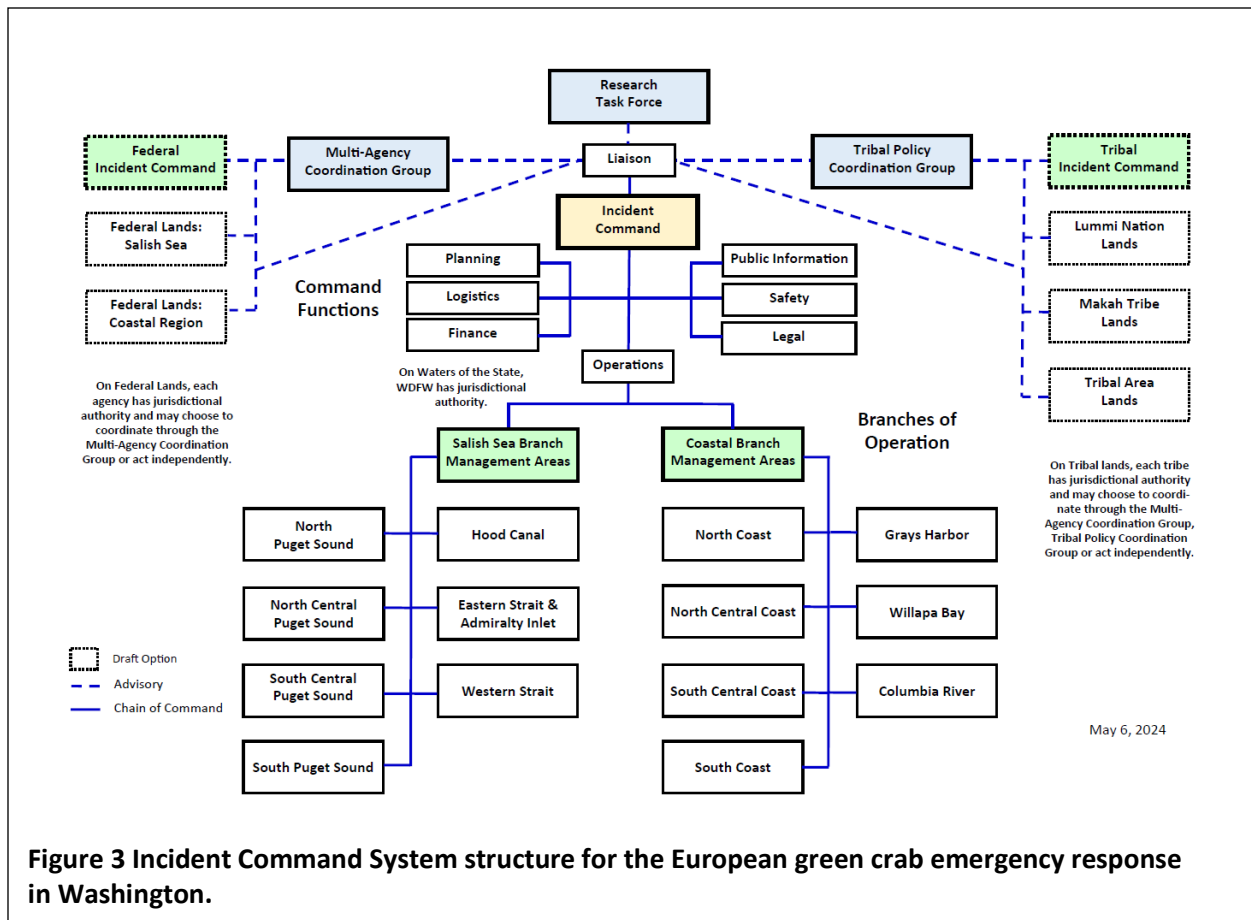 Research
Task Force
Federal
Incident Command
Multi-Agency
Coordination Group
Liaison
Tribal Policy
Coordination Group
Tribal
Incident Command
Incident
Command
Federal Lands:
Salish Sea
Lummi Nation
Lands
Planning
Public Information
Command
Functions
Logistics
Safety
Federal Lands:
Coastal Region
Makah Tribe
Lands
Finance
Legal
On Waters of the State,
WDFW has jurisdictional
authority.
Operations
On Federal Lands, each
agency has jurisdictional
authority and may choose to
coordinate through the
Multi-Agency Coordination
Group or act independently.
Tribal Area
Lands
Branches of
Operation
Salish Sea Branch
Management Areas
Coastal Branch
Management Areas
On Tribal lands, each tribe
has jurisdictional authority
and may choose to coordi-
nate through the Multi-
Agency Coordination Group,
Tribal Policy Coordination
Group or act independently.
North
Puget Sound
Hood Canal
North Coast
Grays Harbor
North Central
Puget Sound
Eastern Strait &
Admiralty Inlet
North Central Coast
Willapa Bay
Draft Option
Advisory
Chain of Command
South Central
Puget Sound
Western Strait
South Central Coast
Columbia River
May 6, 2024
South Puget Sound
South Coast
Figure 3 Incident Command System structure for the European green crab emergency response
in Washington.